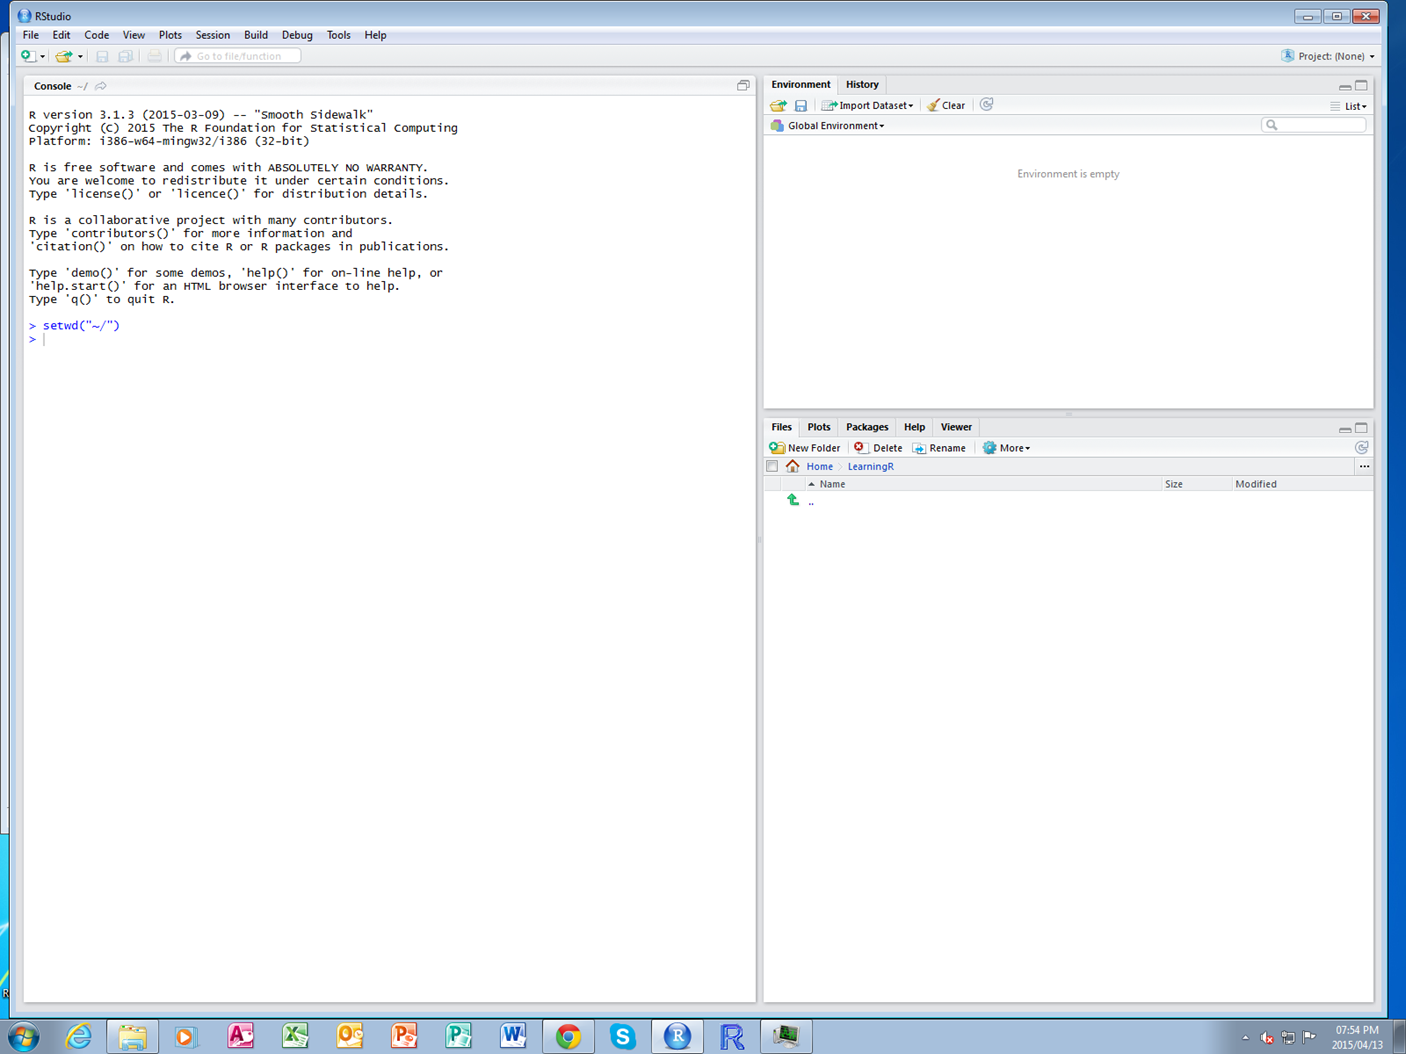 RStudio
File Edit Code View Plots Session Build Debug Tools Help
Go to file/function
Project: (None)
Console ~/
R version 3.1.3 (2015-03-09) -- "Smooth Sidewalk"
Copyright (C) 2015 The R Foundation for Statistical Computing
Platform: i386-w64-mingw32/i386 (32-bit)
R is free software and comes with ABSOLUTELY NO WARRANTY.
You are welcome to redistribute it under certain conditions.
Type 'license()' or 'licence()' for distribution details.
R is a collaborative project with many contributors.
Type 'contributors()' for more information and
'citation()' on how to cite R or R packages in publications.
Type 'demo()' for some demos, 'help()' for on-line help, or
'help.start()' for an HTML browser interface to help.
Type 'q()' to quit R.
> setwd("~/")
>
Environment History
Import Dataset Clear List
Global Environment
Environment is empty
Files Plots Packages Help Viewer
New Folder Delete Rename More
Home LearningR ...
Name Size Modified
..
07:54 PM
2015/04/13